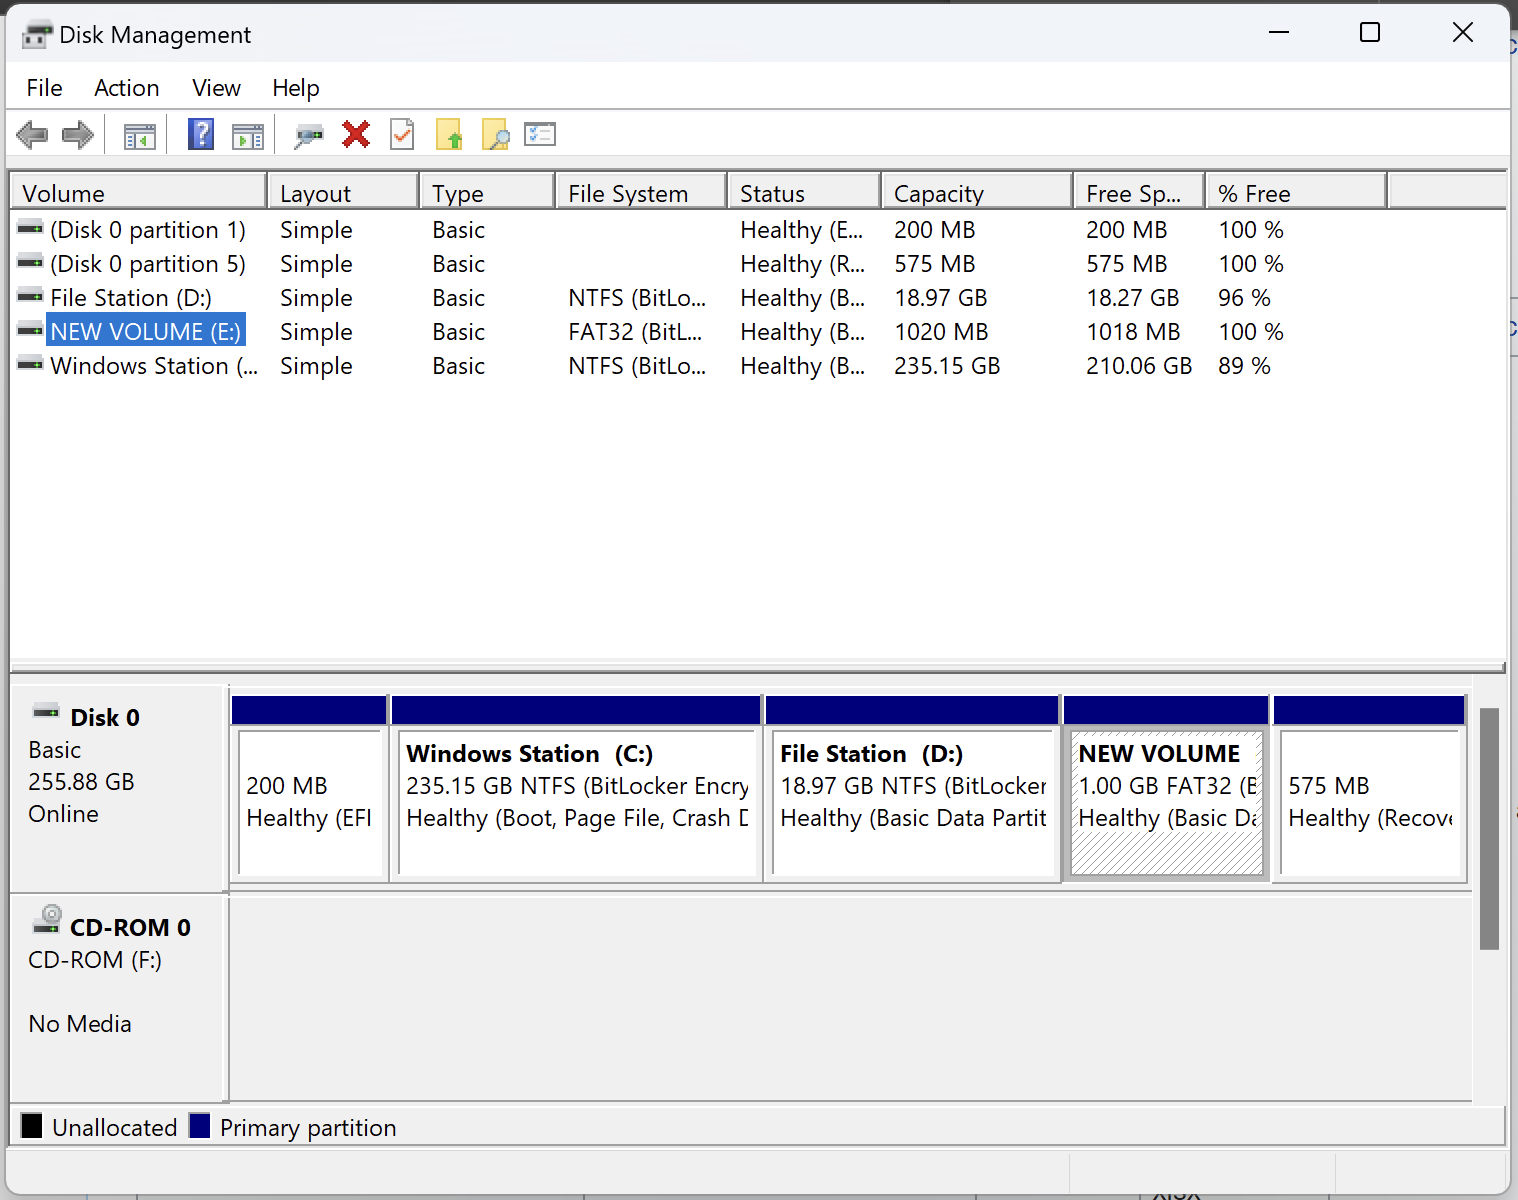 Disk Management
File Action View Help
Volume Layout Type File System Status Capacity Free Sp... % Free
(Disk 0 partition 1) Simple Basic Healthy (E... 200 MB 200 MB 100 %
(Disk 0 partition 5) Simple Basic Healthy (R... 575 MB 575 MB 100 %
File Station (D:) Simple Basic NTFS (BitLo... Healthy (B... 18.97 GB 18.27 GB 96 %
NEW VOLUME (E:) Simple Basic FAT32 (BitL... Healthy (B... 1020 MB 1018 MB 100 %
Windows Station (... Simple Basic NTFS (BitLo... Healthy (B... 235.15 GB 210.06 GB 89 %
Disk 0
Basic
255.88 GB
Online
200 MB
Healthy (EFI
Windows Station (C:)
235.15 GB NTFS (BitLocker Encry
Healthy (Boot, Page File, Crash D
File Station (D:)
18.97 GB NTFS (BitLocker
Healthy (Basic Data Partit
NEW VOLUME
1.00 GB FAT32 (B
Healthy (Basic Da
575 MB
Healthy (Recove
CD-ROM 0
CD-ROM (F:)
No Media
Unallocated Primary partition